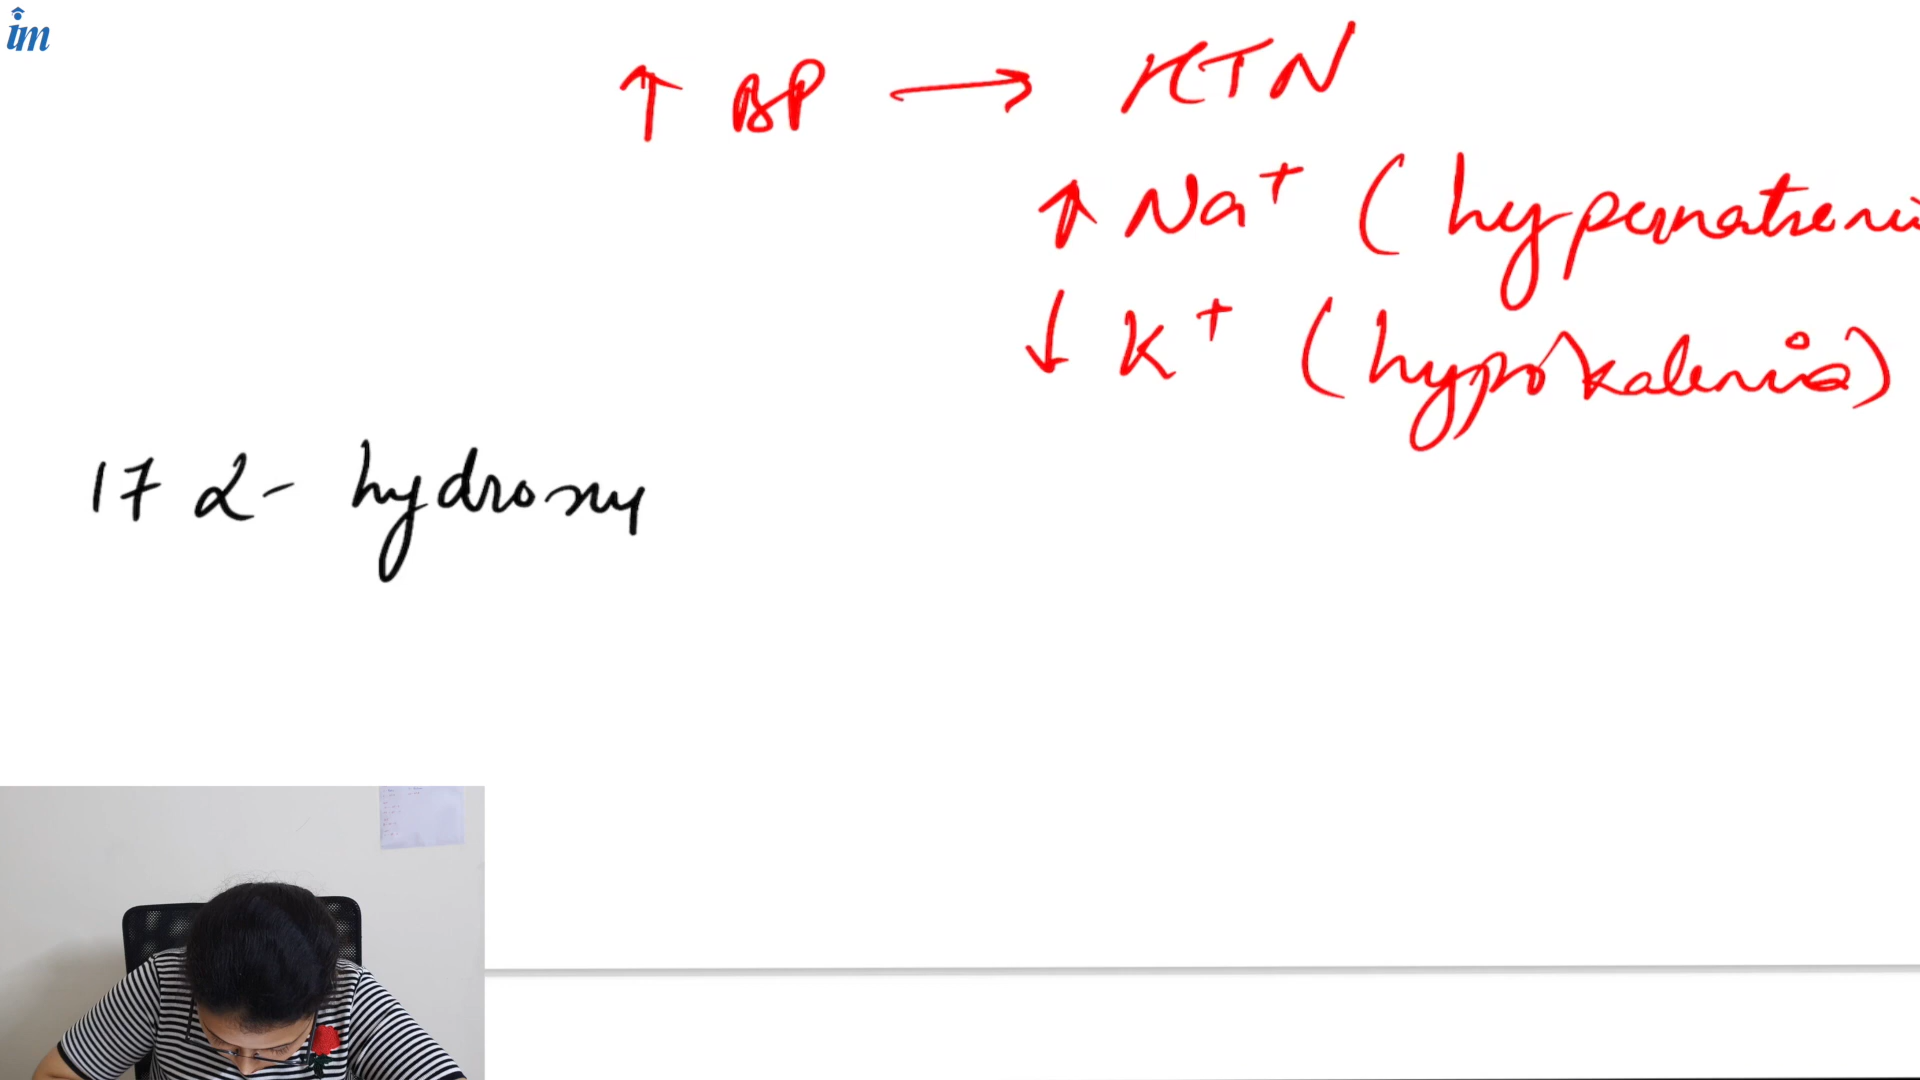 im
↑ BP → HTN
↑ Na+ (hypernatremi
↓ K+ (hypokalemia)
17 α- hydroxy